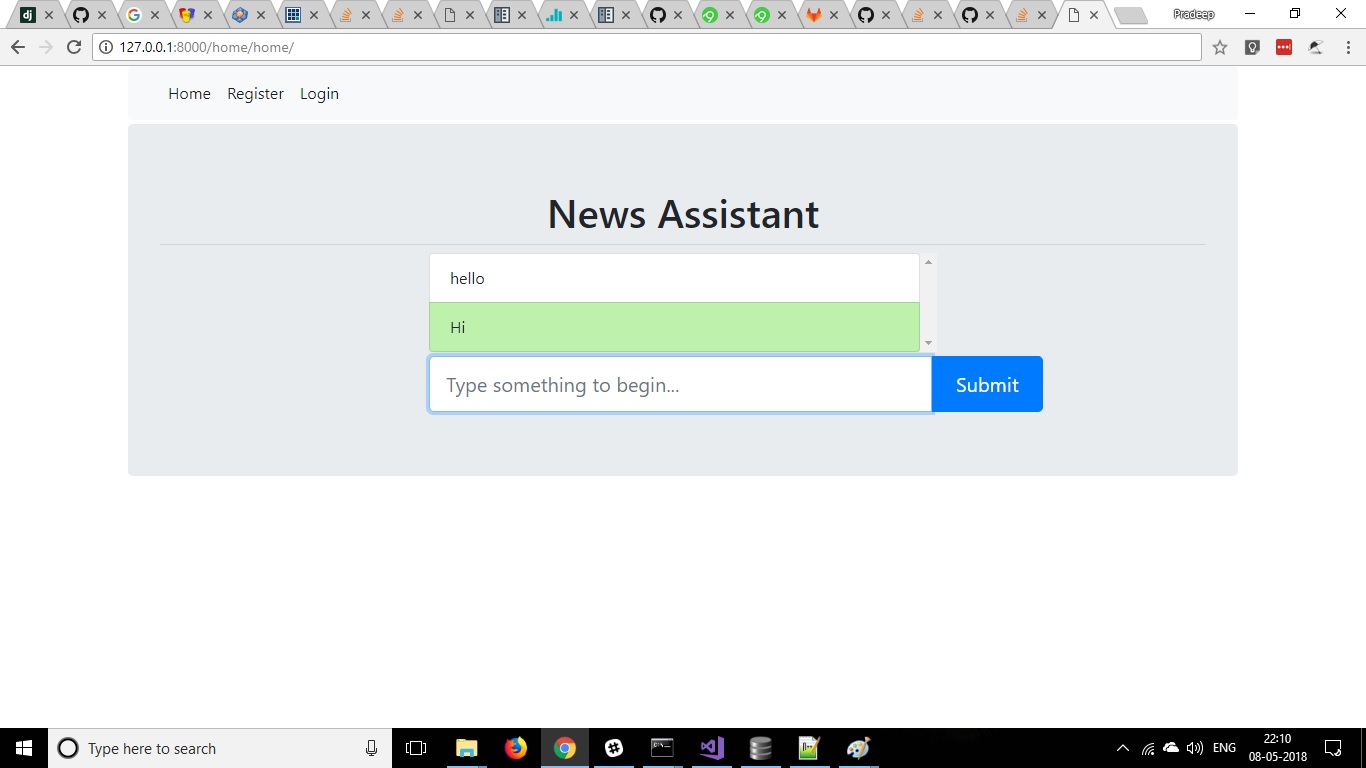 dj
Pradeep
127.0.0.1:8000/home/home/
Home Register Login
News Assistant
hello
Hi
Type something to begin...
Submit
Type here to search
ENG
22:10
08-05-2018